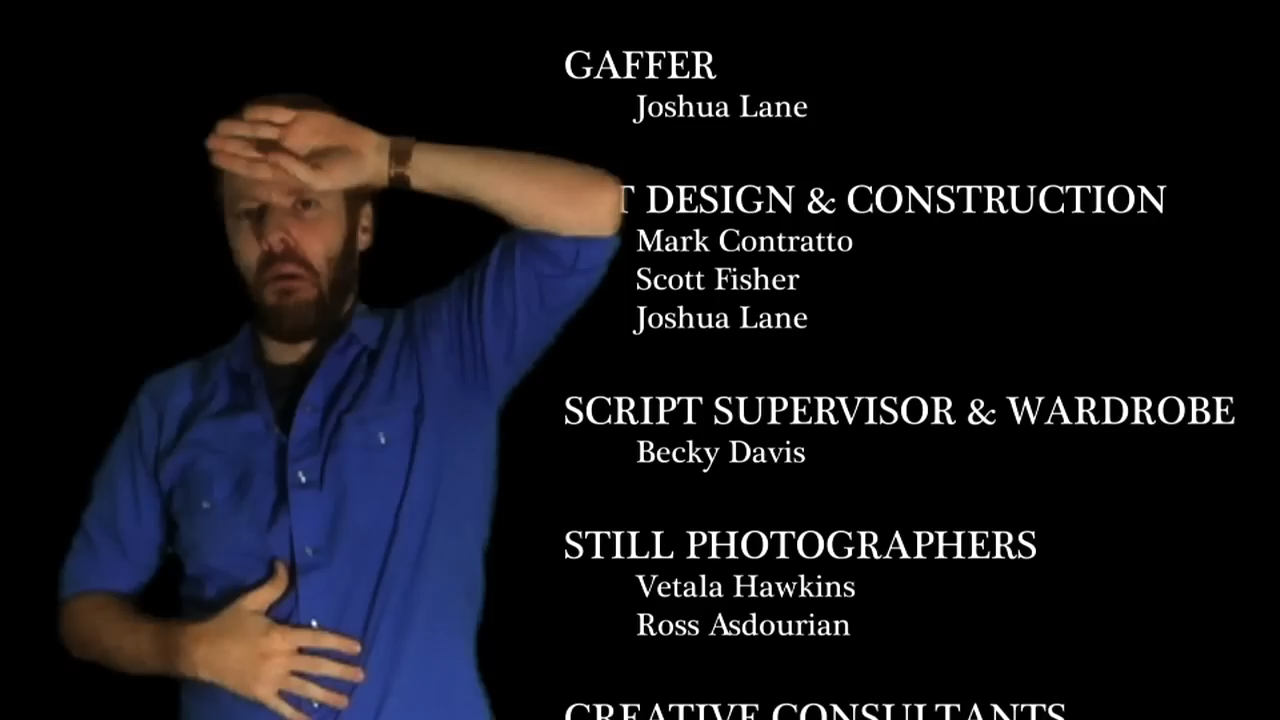 GAFFER
Joshua Lane
DESIGN & CONSTRUCTION
Mark Contratto
Scott Fisher
Joshua Lane
SCRIPT SUPERVISOR & WARDROBE
Becky Davis
STILL PHOTOGRAPHERS
Vetala Hawkins
Ross Asdourian
CREATIVE CONSULTANTS